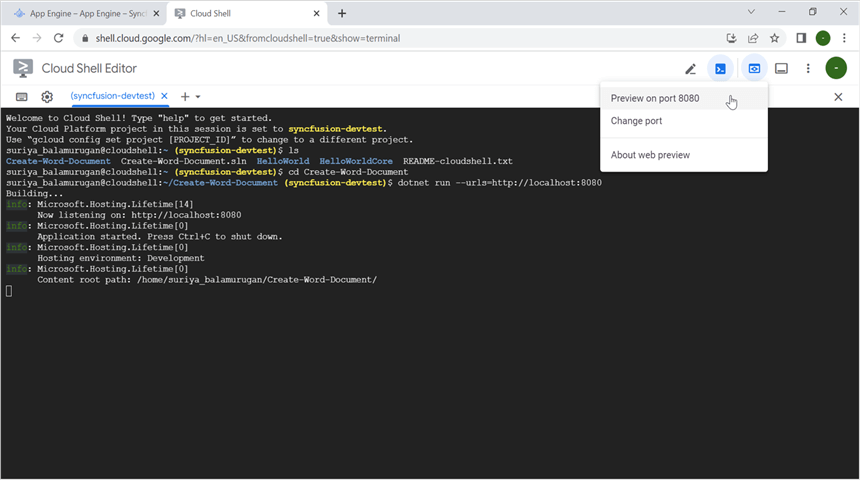 App Engine – App Engine – Sync
Cloud Shell
shell.cloud.google.com/?hl=en_US&fromcloudshell=true&show=terminal
Cloud Shell Editor
(syncfusion-devtest)
Preview on port 8080
Change port
About web preview
Welcome to Cloud Shell! Type "help" to get started.
Your Cloud Platform project in this session is set to syncfusion-devtest.
Use “gcloud config set project [PROJECT_ID]” to change to a different project.
suriya_balamurugan@cloudshell:~ (syncfusion-devtest)$ ls
Create-Word-Document  Create-Word-Document.sln  HelloWorld  HelloWorldCore  README-cloudshell.txt
suriya_balamurugan@cloudshell:~ (syncfusion-devtest)$ cd Create-Word-Document
suriya_balamurugan@cloudshell:~/Create-Word-Document (syncfusion-devtest)$ dotnet run --urls=http://localhost:8080
Building...
info: Microsoft.Hosting.Lifetime[14]
Now listening on: http://localhost:8080
info: Microsoft.Hosting.Lifetime[0]
Application started. Press Ctrl+C to shut down.
info: Microsoft.Hosting.Lifetime[0]
Hosting environment: Development
info: Microsoft.Hosting.Lifetime[0]
Content root path: /home/suriya_balamurugan/Create-Word-Document/